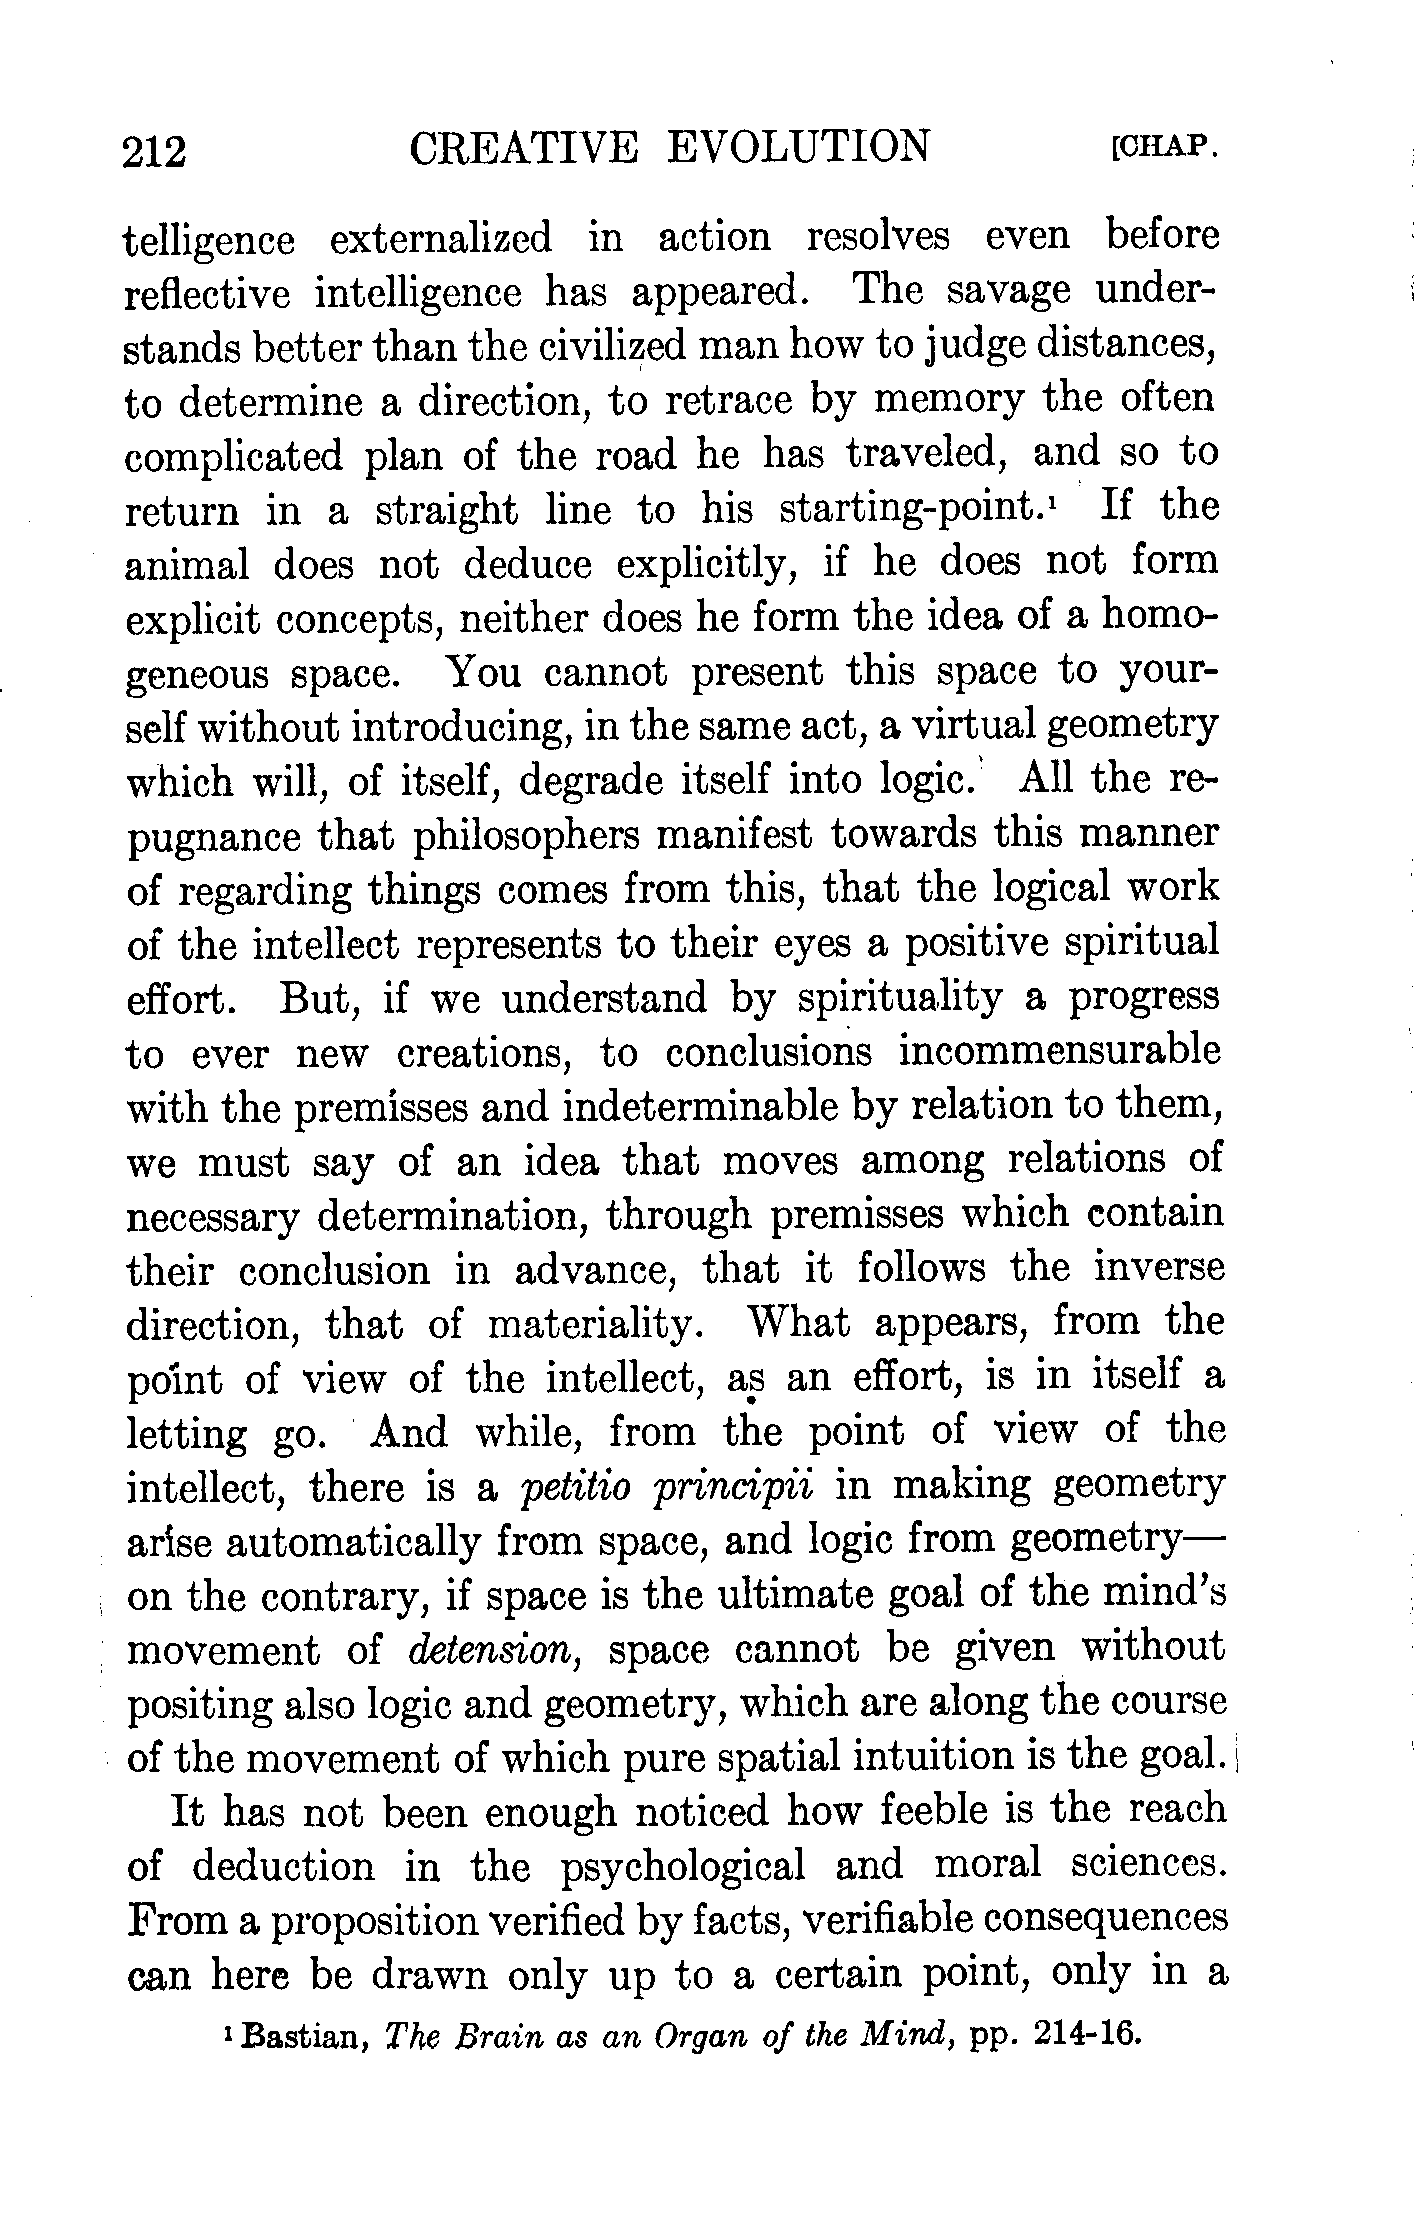 212 CREATIVE EVOLUTION [CHAP.
telligence externalized in action resolves even before
reflective intelligence has appeared. The savage under-
stands better than the civilized man how to judge distances,
to determine a direction, to retrace by memory the often
complicated plan of the road he has traveled, and so to
return in a straight line to his starting-point.¹ If the
animal does not deduce explicitly, if he does not form
explicit concepts, neither does he form the idea of a homo-
geneous space. You cannot present this space to your-
self without introducing, in the same act, a virtual geometry
which will, of itself, degrade itself into logic. All the re-
pugnance that philosophers manifest towards this manner
of regarding things comes from this, that the logical work
of the intellect represents to their eyes a positive spiritual
effort. But, if we understand by spirituality a progress
to ever new creations, to conclusions incommensurable
with the premisses and indeterminable by relation to them,
we must say of an idea that moves among relations of
necessary determination, through premisses which contain
their conclusion in advance, that it follows the inverse
direction, that of materiality. What appears, from the
point of view of the intellect, as an effort, is in itself a
letting go. And while, from the point of view of the
intellect, there is a petitio principii in making geometry
arise automatically from space, and logic from geometry—
on the contrary, if space is the ultimate goal of the mind's
movement of detension, space cannot be given without
positing also logic and geometry, which are along the course
of the movement of which pure spatial intuition is the goal.
It has not been enough noticed how feeble is the reach
of deduction in the psychological and moral sciences.
From a proposition verified by facts, verifiable consequences
can here be drawn only up to a certain point, only in a
¹ Bastian, The Brain as an Organ of the Mind, pp. 214-16.